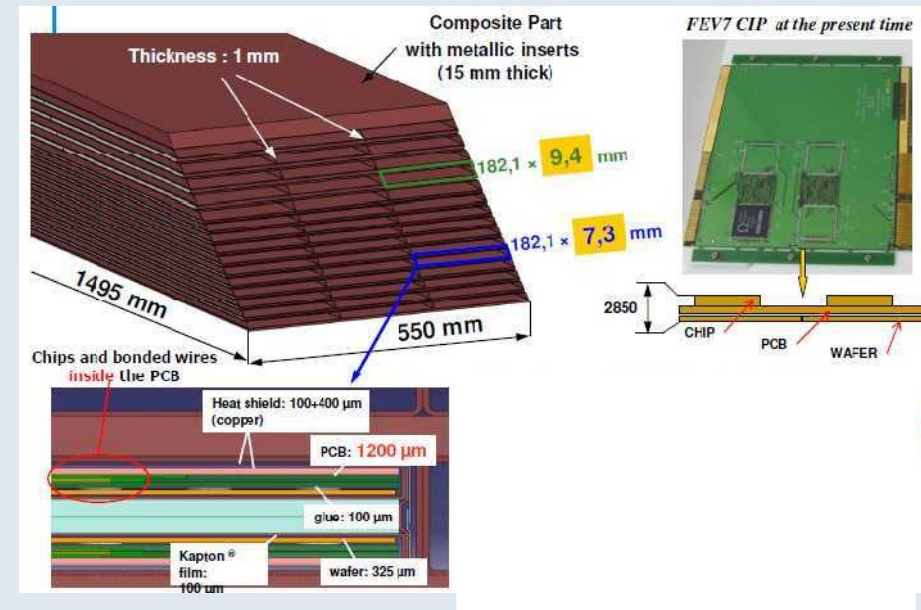 Composite Part
with metallic inserts
(15 mm thick)
FEV7 CIP at the present time
Thickness : 1 mm
182,1 × 9,4 mm
182,1 × 7,3 mm
1495 mm
550 mm
2850
CHIP
PCB
WAFER
Chips and bonded wires
inside the PCB
Heat shield: 100+400 µm
(copper)
PCB: 1200 µm
glue: 100 µm
Kapton ®
film:
100 µm
wafer: 325 µm